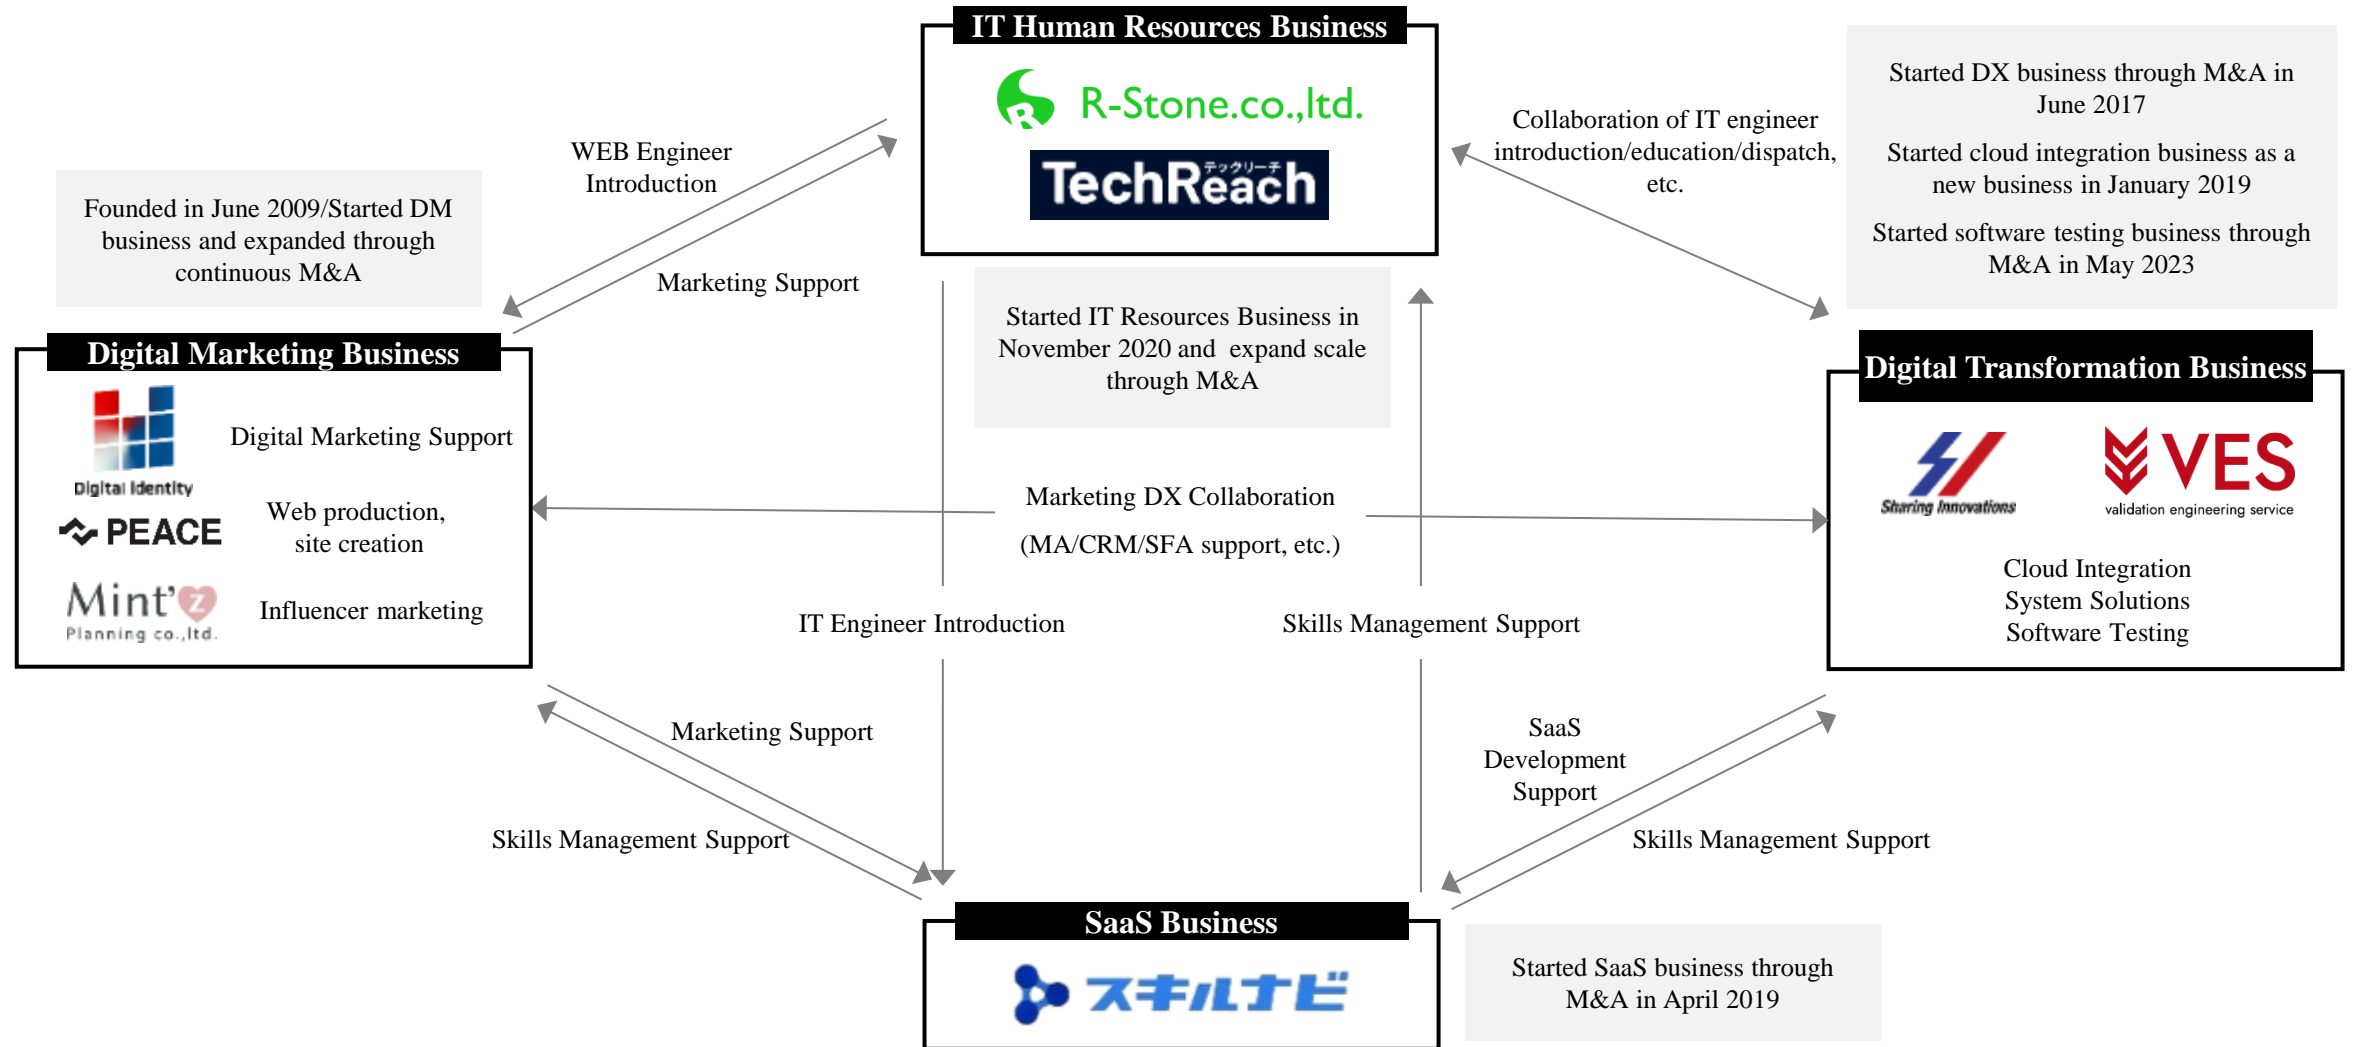 IT Human Resources Business
R-Stone.co.,ltd.
テックリーチ
TechReach
Started DX business through M&A in
June 2017
Started cloud integration business as a
new business in January 2019
Started software testing business through
M&A in May 2023
Collaboration of IT engineer
introduction/education/dispatch,
etc.
WEB Engineer
Introduction
Marketing Support
Founded in June 2009/Started DM
business and expanded through
continuous M&A
Started IT Resources Business in
November 2020 and  expand scale
through M&A
Digital Marketing Business
Digital Identity
Digital Marketing Support
PEACE
Web production,
site creation
Mint'z
Planning co.,ltd.
Influencer marketing
Marketing DX Collaboration
(MA/CRM/SFA support, etc.)
Digital Transformation Business
Sharing Innovations
VES
validation engineering service
Cloud Integration
System Solutions
Software Testing
IT Engineer Introduction
Skills Management Support
Marketing Support
Skills Management Support
SaaS
Development
Support
Skills Management Support
SaaS Business
スキルナビ
Started SaaS business through
M&A in April 2019